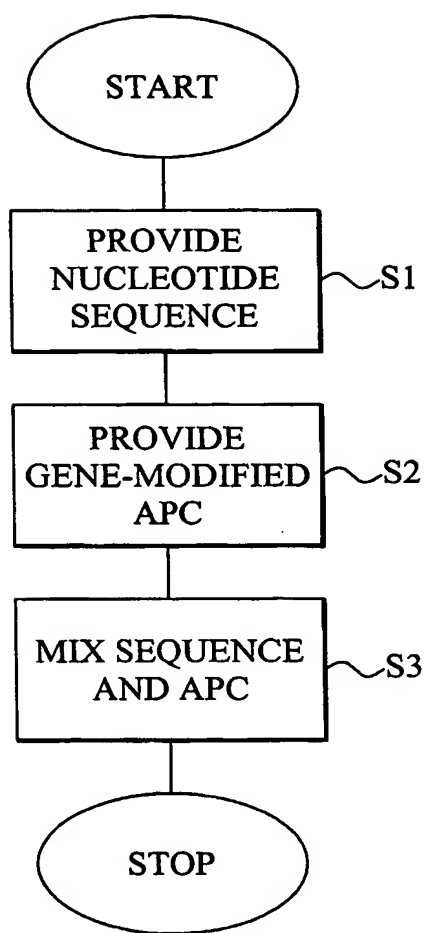 START
PROVIDE
NUCLEOTIDE
SEQUENCE
S1
PROVIDE
GENE-MODIFIED
APC
S2
MIX SEQUENCE
AND APC
S3
STOP